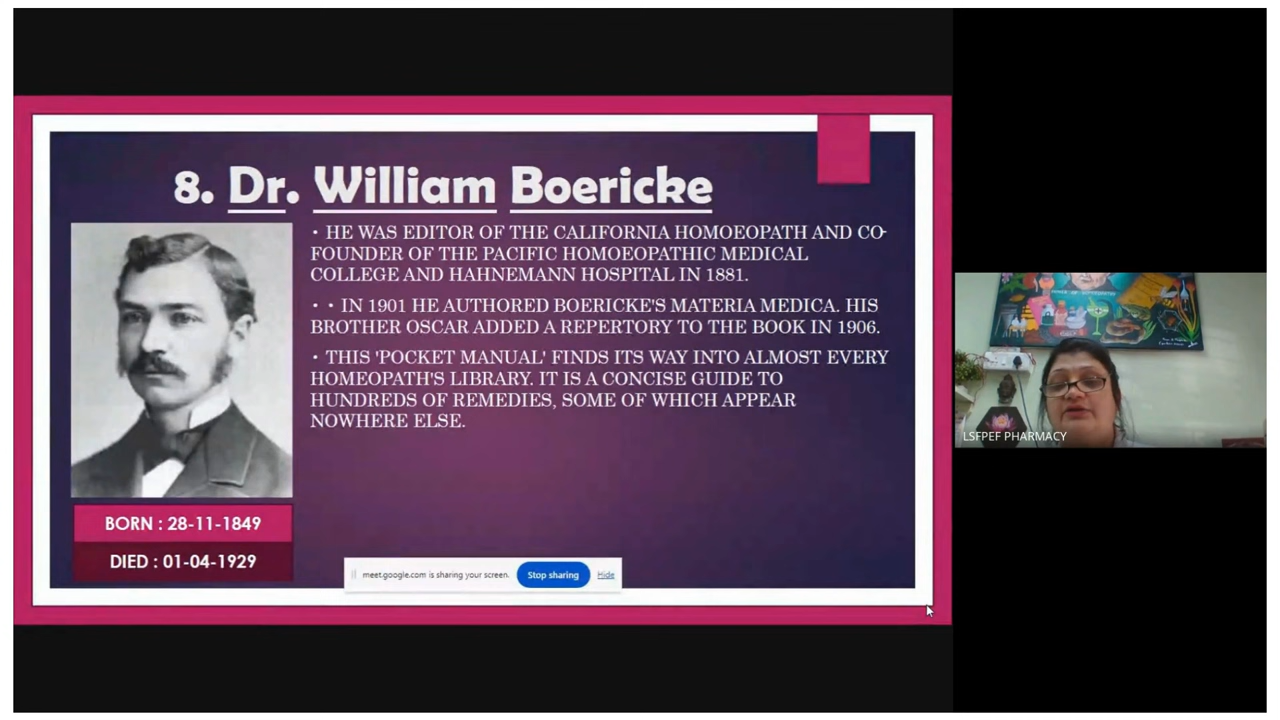 8. Dr. William Boericke
• HE WAS EDITOR OF THE CALIFORNIA HOMOEOPATH AND CO-
FOUNDER OF THE PACIFIC HOMOEOPATHIC MEDICAL
COLLEGE AND HAHNEMANN HOSPITAL IN 1881.
• • IN 1901 HE AUTHORED BOERICKE'S MATERIA MEDICA. HIS
BROTHER OSCAR ADDED A REPERTORY TO THE BOOK IN 1906.
• THIS 'POCKET MANUAL' FINDS ITS WAY INTO ALMOST EVERY
HOMEOPATH'S LIBRARY. IT IS A CONCISE GUIDE TO
HUNDREDS OF REMEDIES, SOME OF WHICH APPEAR
NOWHERE ELSE.
BORN : 28-11-1849
DIED : 01-04-1929
meet.google.com is sharing your screen.
Stop sharing
Hide
LSFPEF PHARMACY